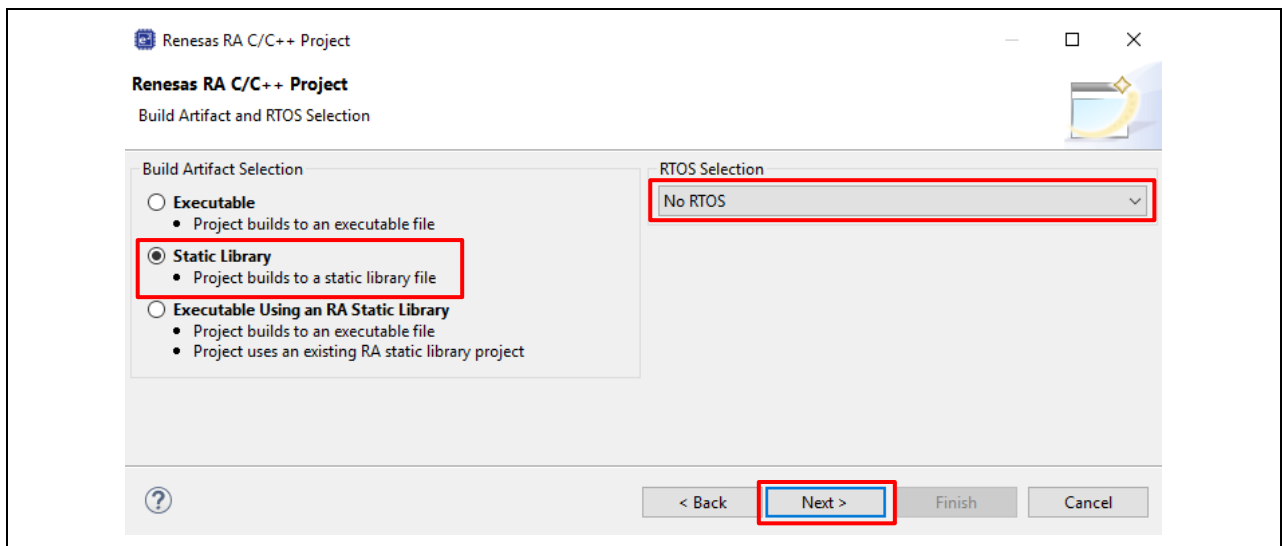 Renesas RA C/C++ Project
Renesas RA C/C++ Project
Build Artifact and RTOS Selection
Build Artifact Selection
Executable
• Project builds to an executable file
Static Library
• Project builds to a static library file
Executable Using an RA Static Library
• Project builds to an executable file
• Project uses an existing RA static library project
RTOS Selection
No RTOS
?
< Back
Next >
Finish
Cancel